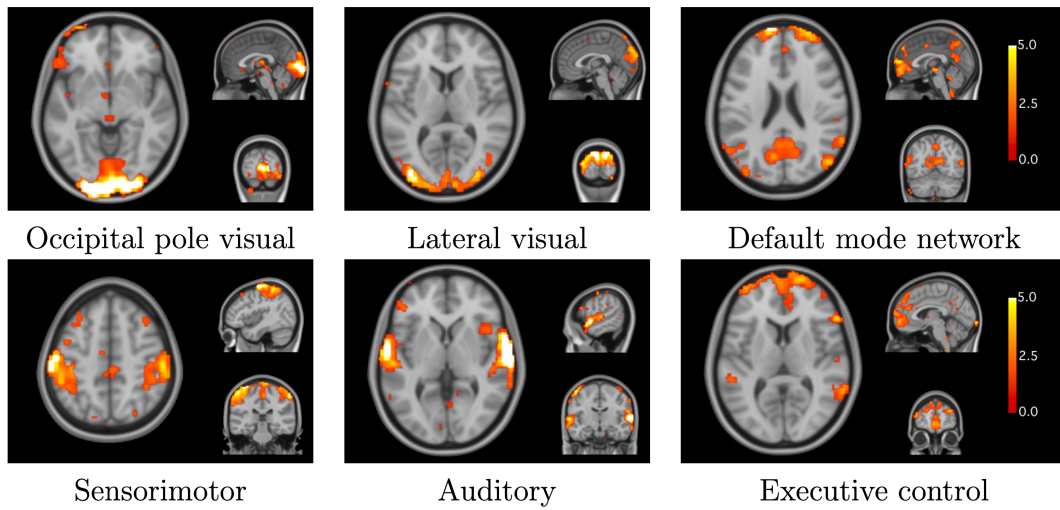 5.0
2.5
0.0
Occipital pole visual
Lateral visual
Default mode network
5.0
2.5
0.0
Sensorimotor
Auditory
Executive control